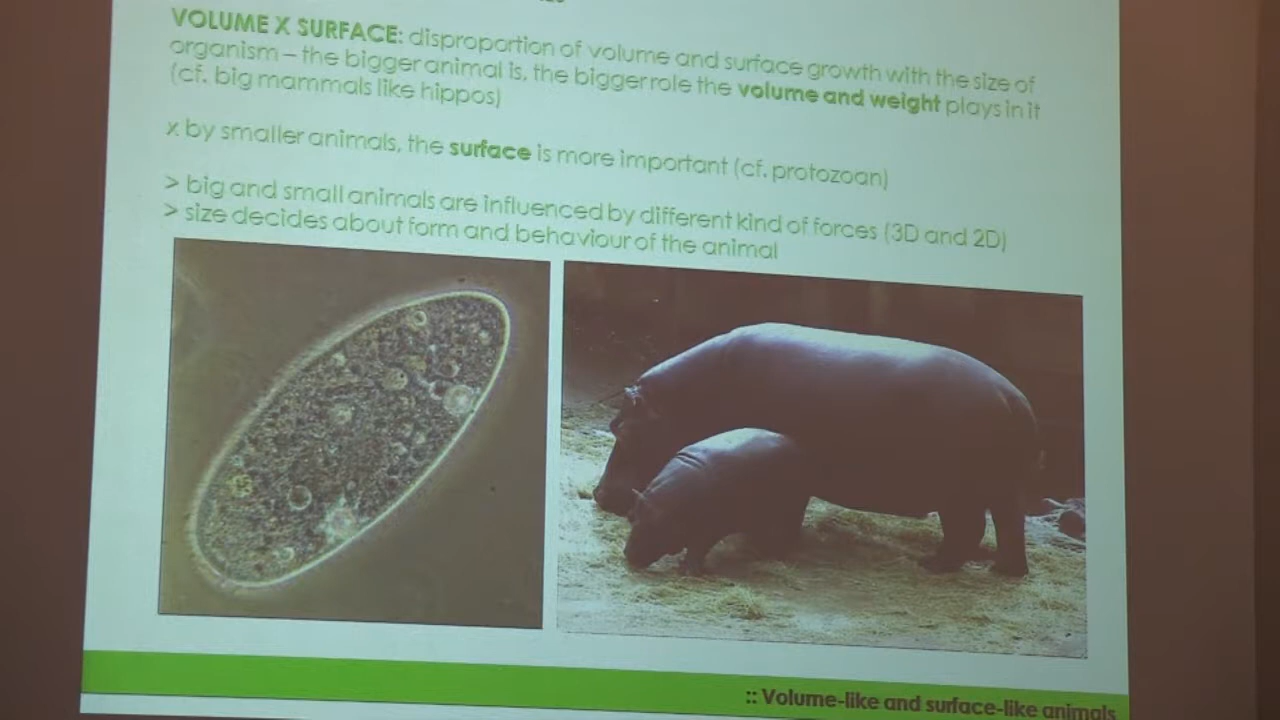 VOLUME X SURFACE: disproportion of volume and surface growth with the size of
organism – the bigger animal is, the bigger role the volume and weight plays in it
(cf. big mammals like hippos)
x by smaller animals, the surface is more important (cf. protozoan)
> big and small animals are influenced by different kind of forces (3D and 2D)
> size decides about form and behaviour of the animal
:: Volume-like and surface-like animals